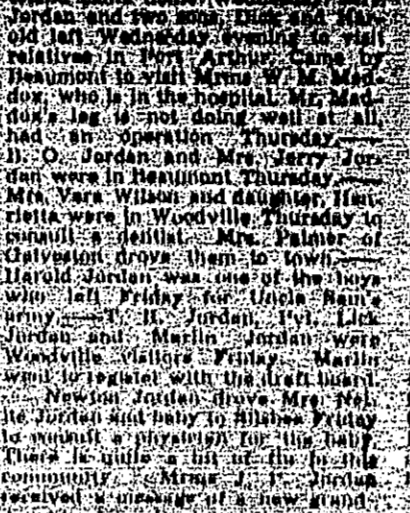 Jordan and two sons, Dick and Har-
old left Wednesday evening to visit
relatives in Port Arthur. Came by
Beaumont to visit Mrms W. M. Mad-
dox, who is in the hospital. Mr. Mad-
dox's leg is not doing well at all,
had an operation Thursday.——
D. O. Jordan and Mrs. Jerry Jor-
dan were in Beaumont Thursday.——
Mrs. Vera Wilson and daughter, Hen-
rietta were in Woodville Thursday to
consult a dentist. Mrs. Palmer of
Galveston drove them to town.——
Harold Jordan was one of the boys
who left Friday for Uncle Sam's
army.—— H. Jordan, Pvt.
Jordan and Marlin Jordan were
Woodville visitors Friday. Marlin
went to register with the draft board.
Newton Jordan drove Mrs. Nel-
Jordan and baby to Friday
to consult a physician for the baby.
There is quite a bit of flu in this
community. Mrms J. Jordan
received a message of a new grand-